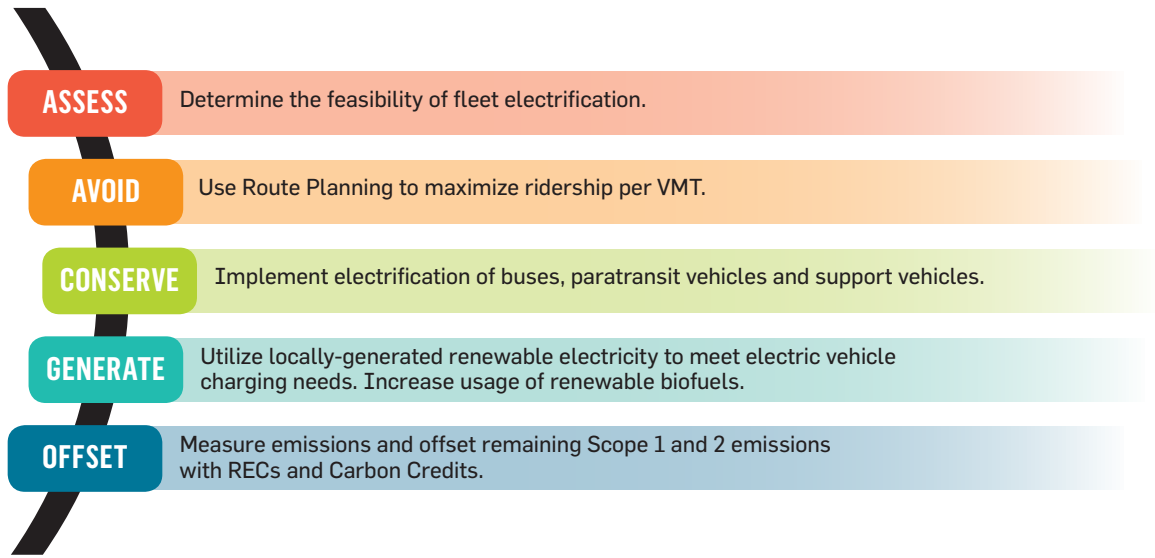 ASSESS
Determine the feasibility of fleet electrification.
AVOID
Use Route Planning to maximize ridership per VMT.
CONSERVE
Implement electrification of buses, paratransit vehicles and support vehicles.
GENERATE
Utilize locally-generated renewable electricity to meet electric vehicle
charging needs. Increase usage of renewable biofuels.
OFFSET
Measure emissions and offset remaining Scope 1 and 2 emissions
with RECs and Carbon Credits.